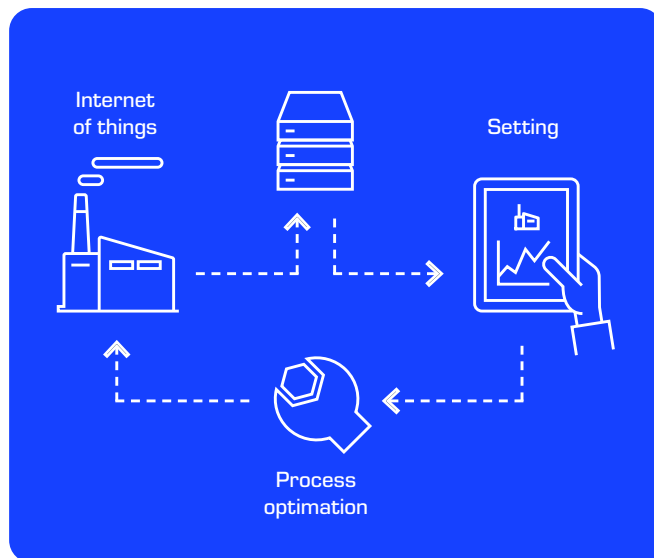 Internet
of things
Setting
Process
optimation